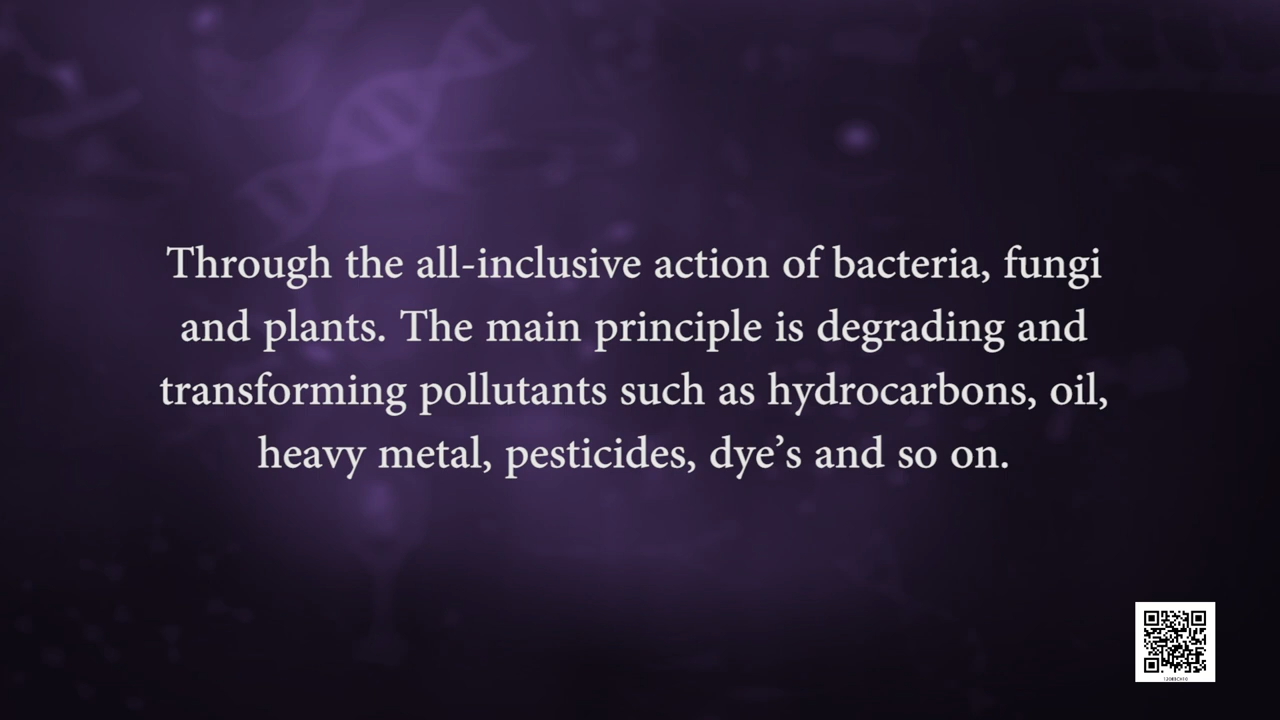 Through the all-inclusive action of bacteria, fungi
and plants. The main principle is degrading and
transforming pollutants such as hydrocarbons, oil,
heavy metal, pesticides, dye’s and so on.